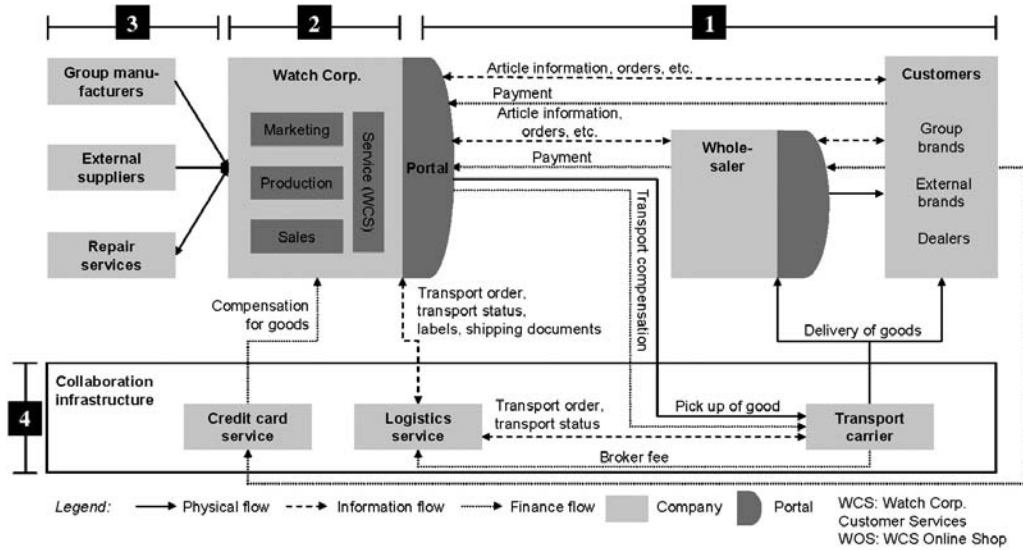 3
2
1
Group manu-
facturers
External
suppliers
Repair
services
Watch Corp.
Marketing
Production
Sales
Service (WCS)
Portal
Article information, orders, etc.
Payment
Article information,
orders, etc.
Payment
Transport compensation
Whole-
saler
Customers
Group
brands
External
brands
Dealers
Compensation
for goods
Transport order,
transport status,
labels, shipping documents
Delivery of goods
4
Collaboration
infrastructure
Credit card
service
Logistics
service
Transport order,
transport status
Pick up of good
Transport
carrier
Broker fee
Legend:
Physical flow
Information flow
Finance flow
Company
Portal
WCS: Watch Corp.
Customer Services
WOS: WCS Online Shop